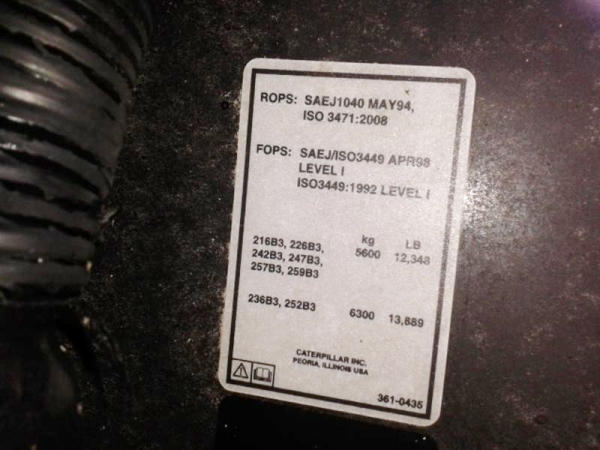 ROPS: SAEJ1040 MAY94,
ISO 3471:2008
FOPS: SAEJ/ISO3449 APR98
LEVEL I
ISO3449:1992 LEVEL I
kg LB
216B3, 226B3, 5600 12,348
242B3, 247B3,
257B3, 259B3
236B3, 252B3 6300 13,889
CATERPILLAR INC.
PEORIA, ILLINOIS USA
361-0435